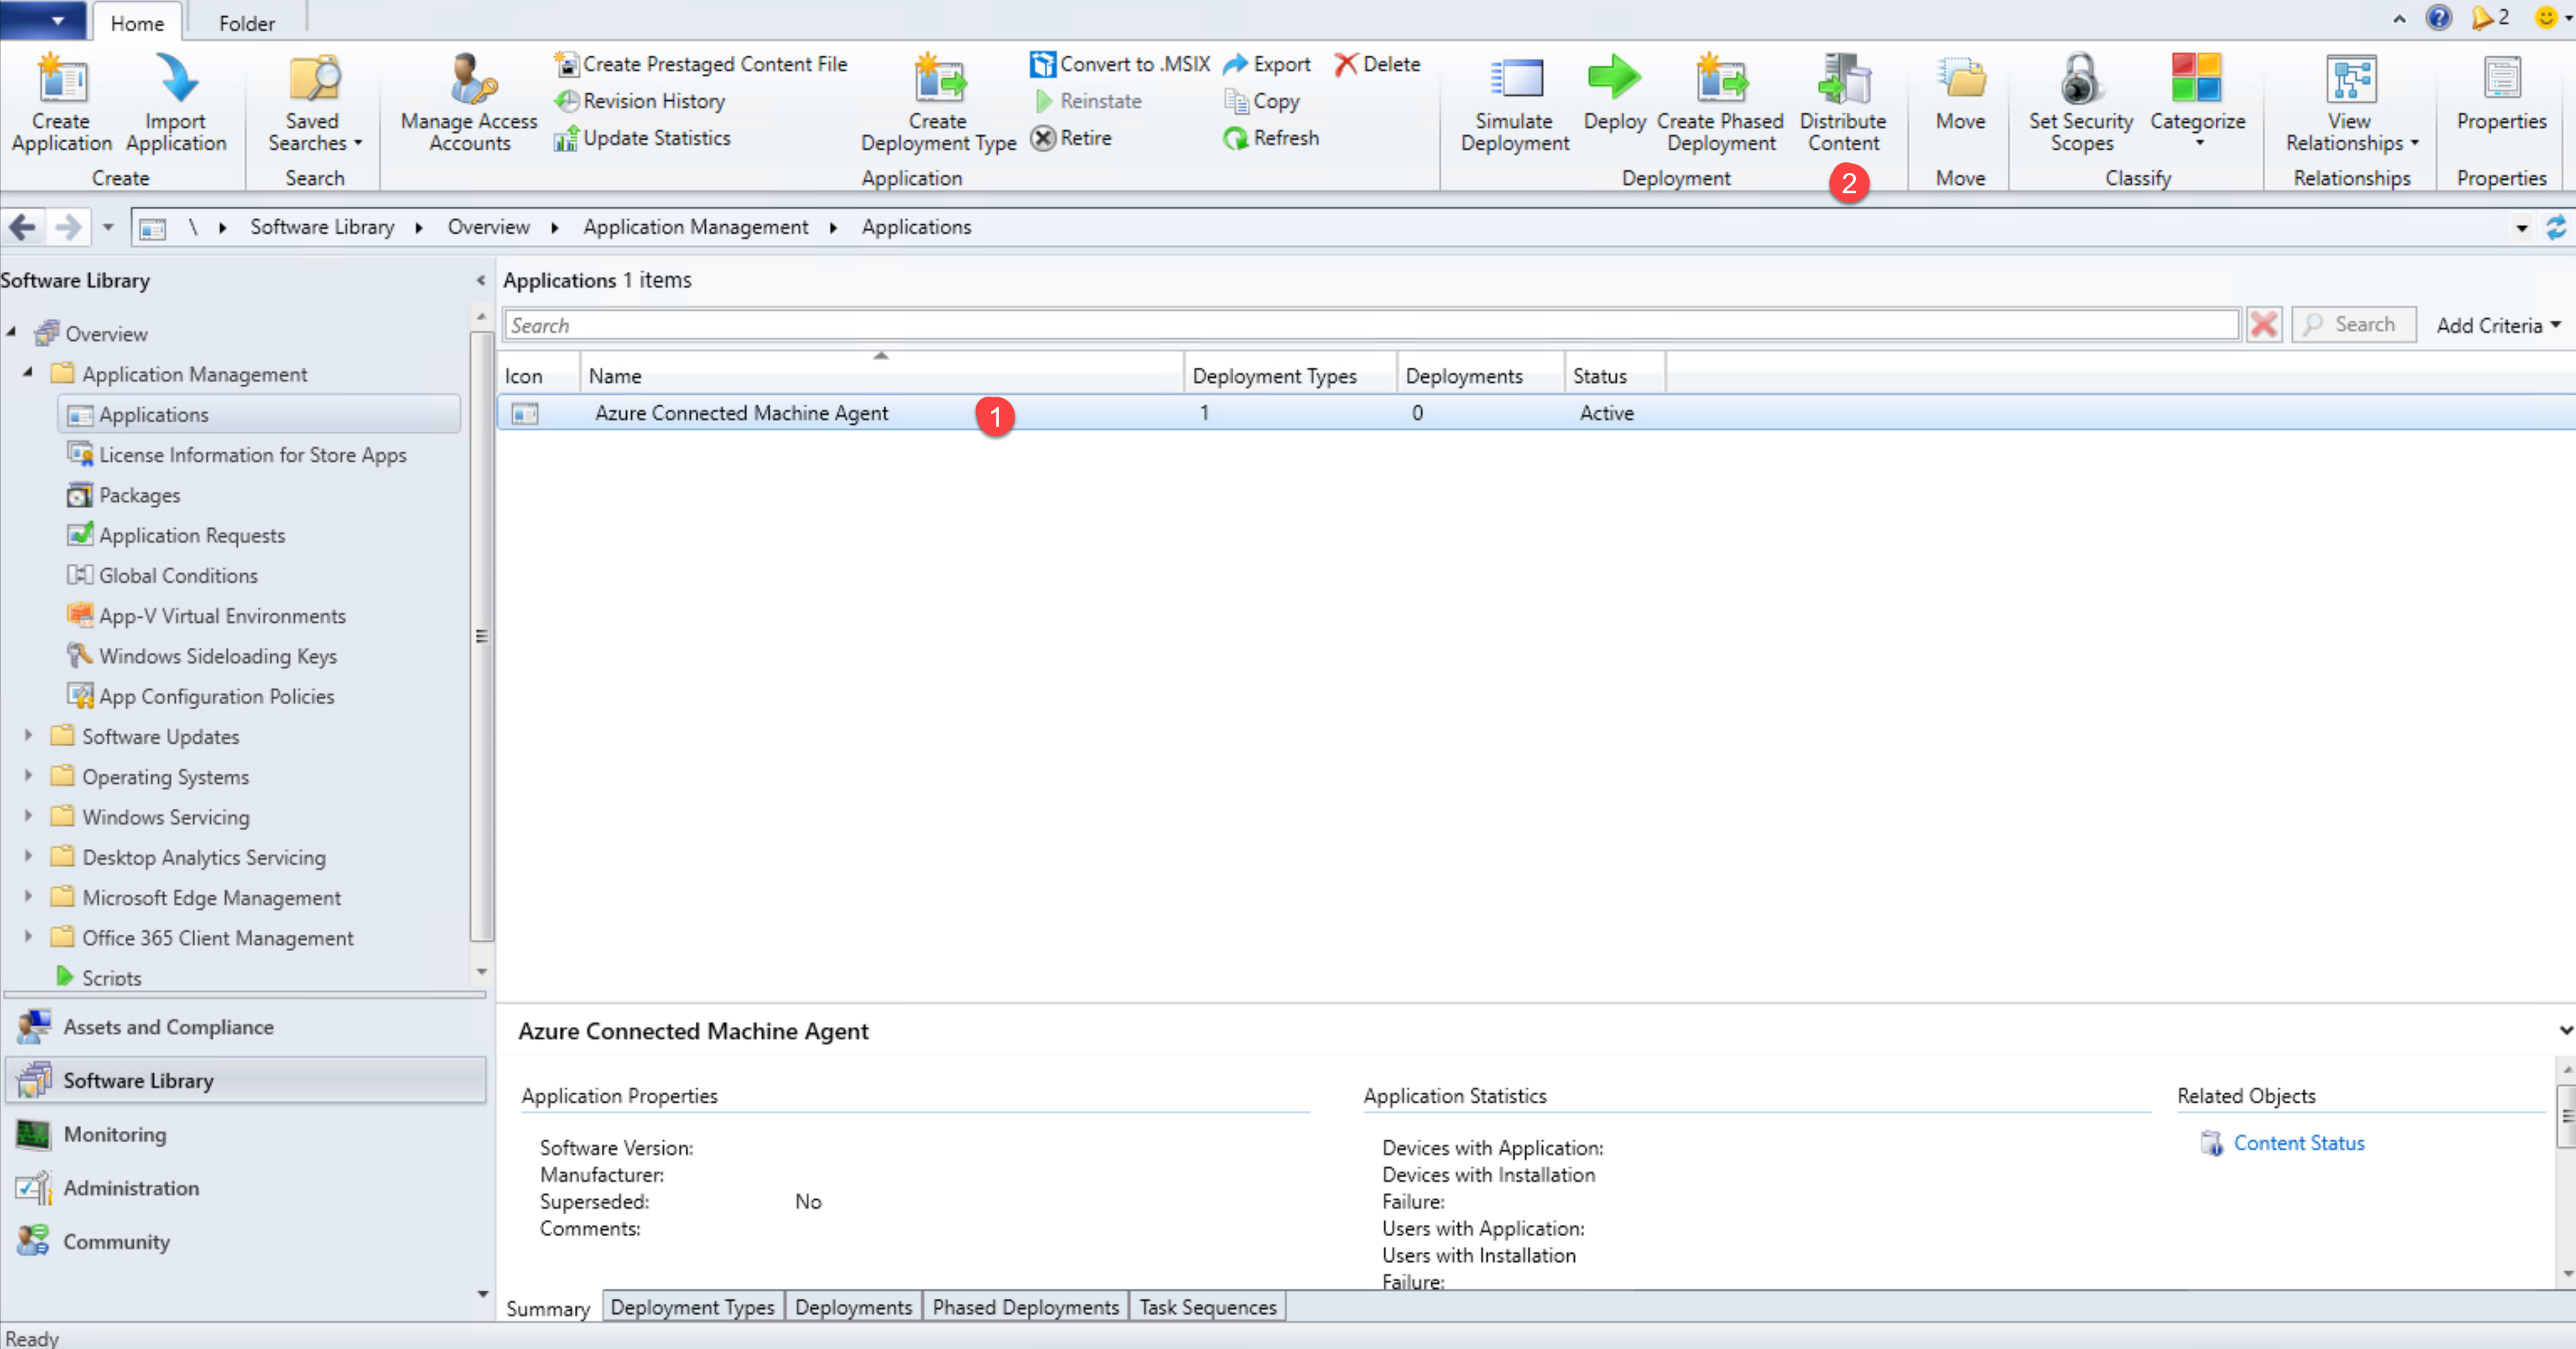 Home
Folder
2
Create Application
Import Application
Create
Saved Searches
Search
Manage Access Accounts
Create Prestaged Content File
Revision History
Update Statistics
Create Deployment Type
Convert to .MSIX
Reinstate
Retire
Export
Copy
Refresh
Delete
Application
Simulate Deployment
Deploy
Create Phased Deployment
Distribute Content
Deployment
2
Move
Move
Set Security Scopes
Categorize
Classify
View Relationships
Relationships
Properties
Properties
\ Software Library Overview Application Management Applications
Software Library
Overview
Application Management
Applications
License Information for Store Apps
Packages
Application Requests
Global Conditions
App-V Virtual Environments
Windows Sideloading Keys
App Configuration Policies
Software Updates
Operating Systems
Windows Servicing
Desktop Analytics Servicing
Microsoft Edge Management
Office 365 Client Management
Scripts
Assets and Compliance
Software Library
Monitoring
Administration
Community
Applications 1 items
Search
Search
Add Criteria
Icon Name Deployment Types Deployments Status
Azure Connected Machine Agent 1 1 0 Active
Azure Connected Machine Agent
Application Properties
Software Version:
Manufacturer:
Superseded: No
Comments:
Application Statistics
Devices with Application:
Devices with Installation
Failure:
Users with Application:
Users with Installation
Failure:
Related Objects
Content Status
Summary Deployment Types Deployments Phased Deployments Task Sequences
Ready